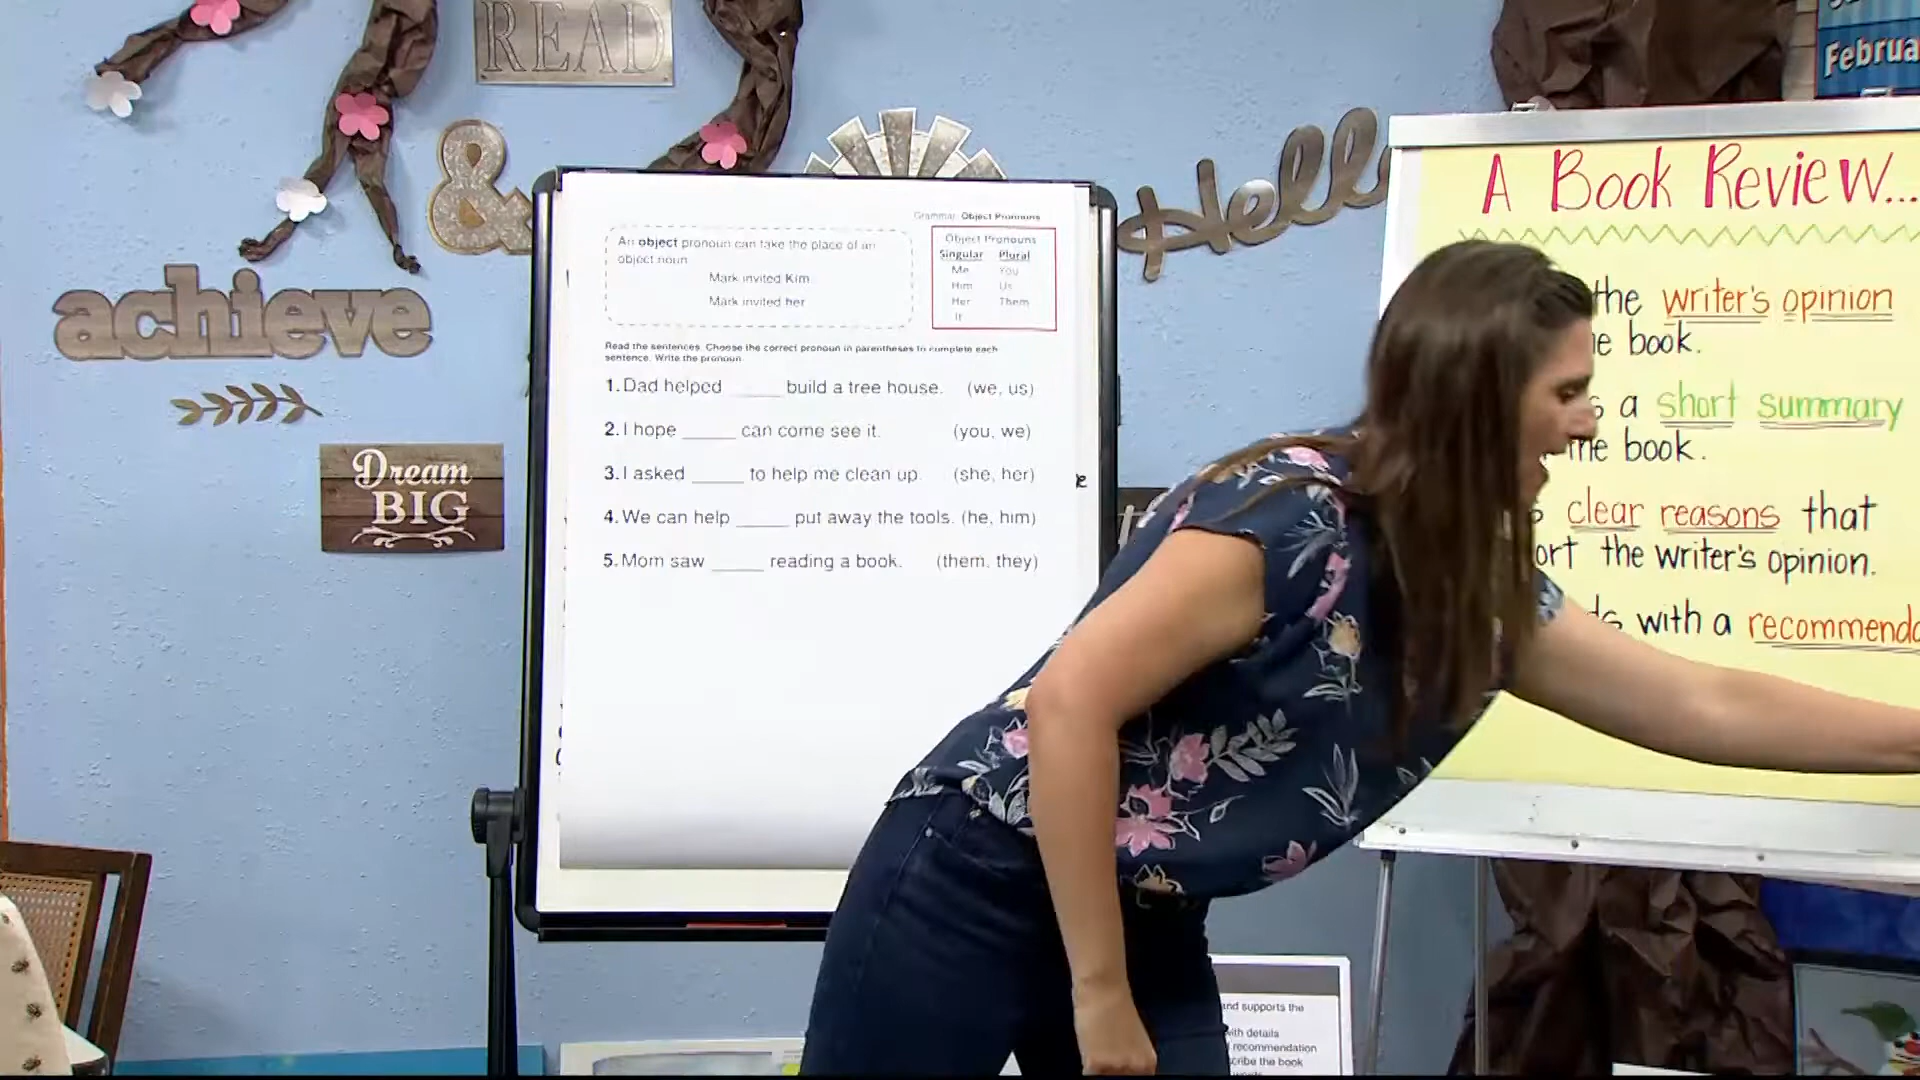 READ
&
achieve
Dream
BIG
Hell
Februa
Grammar: Object Pronouns
An object pronoun can take the place of an
object noun.
Mark invited Kim.
Mark invited her.
Object Pronouns
Singular Plural
Me You
Him Us
Her Them
It
Read the sentences. Choose the correct pronoun in parentheses to complete each
sentence. Write the pronoun.
1. Dad helped _____ build a tree house. (we, us)
2. I hope _____ can come see it. (you, we)
3. I asked _____ to help me clean up. (she, her)
4. We can help _____ put away the tools. (he, him)
5. Mom saw _____ reading a book. (them, they)
A Book Review...
the writer's opinion
book.
a short summary
the book.
clear reasons that
ort the writer's opinion.
with a recommend
and supports the
with details
recommendation
cribe the book